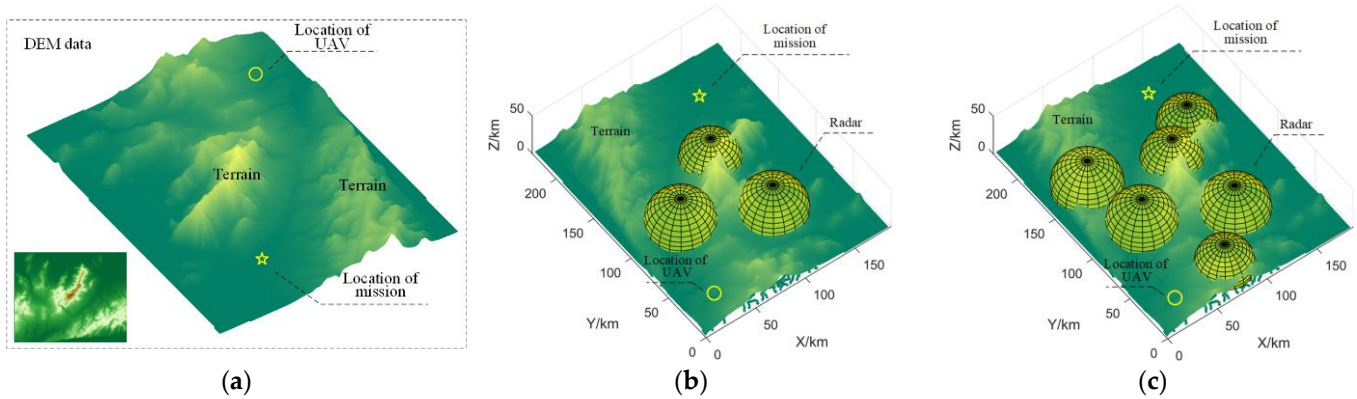 DEM data
Location of
UAV
Terrain
Terrain
Location of
mission
(a)
Location of
mission
Z/km
50
0
Terrain
Radar
200
150
100
50
0
Y/km
Location of
UAV
0
50
100
150
X/km
(b)
Location of
mission
Z/km
50
0
Terrain
Radar
200
150
100
50
0
Y/km
Location of
UAV
0
50
100
150
X/km
(c)